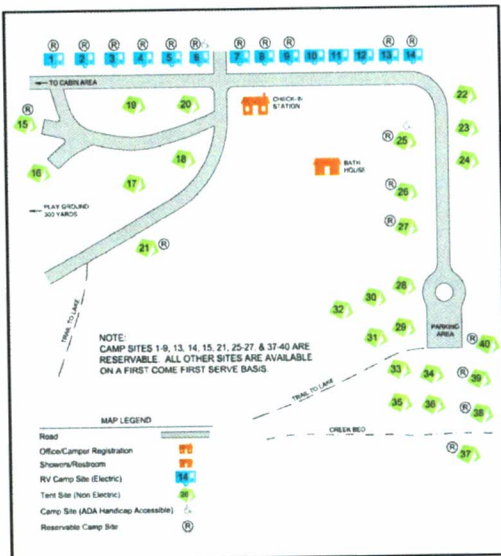 R R R R R R R R R R R
1 2 3 4 5 6 7 8 9 10 11 12 13 14
TO CABIN AREA
CHECK-IN
STATION
19 20 22
R 15
23
R 25
18 24
16 17
BATH
HOUSE
R 26
PLAY GROUND
300 YARDS
R 27
21 R
TRAIL TO LAKE
28
30
32
29
31
PARKING
AREA
R 40
NOTE:
CAMP SITES 1-9, 13, 14, 15, 21, 25-27, & 37-40 ARE
RESERVABLE. ALL OTHER SITES ARE AVAILABLE
ON A FIRST COME FIRST SERVE BASIS.
33 34 R 39
TRAIL TO LAKE
35 36 R 38
CREEK BED
R 37
MAP LEGEND
Road
Office/Camper Registration
Showers/Restroom
RV Camp Site (Electric) 14
Tent Site (Non Electric) 26
Camp Site (ADA Handicap Accessible)
Reservable Camp Site R